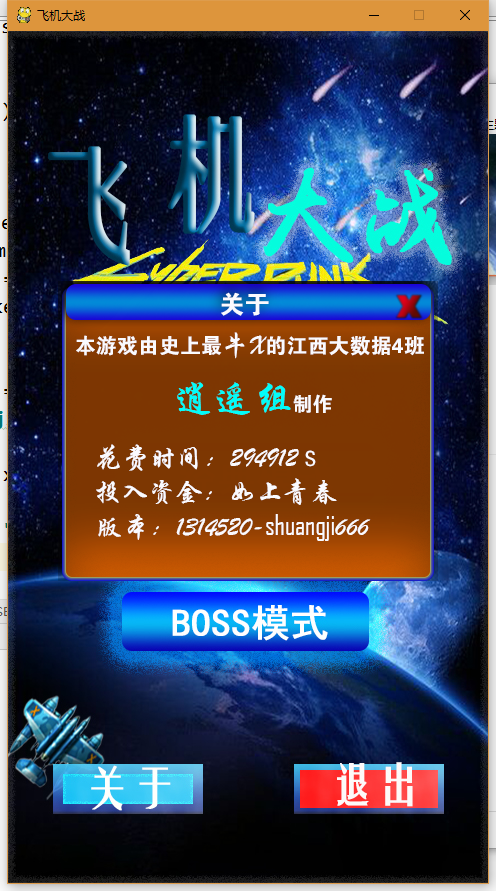 飞机大战
飞机大战
CYBERPUNK
关于
X
本游戏由史上最牛X的江西大数据4班
逍遥组制作
花费时间：294912 S
投入资金：如上青春
版本：1314520-shuangji666
BOSS模式
关于
退出